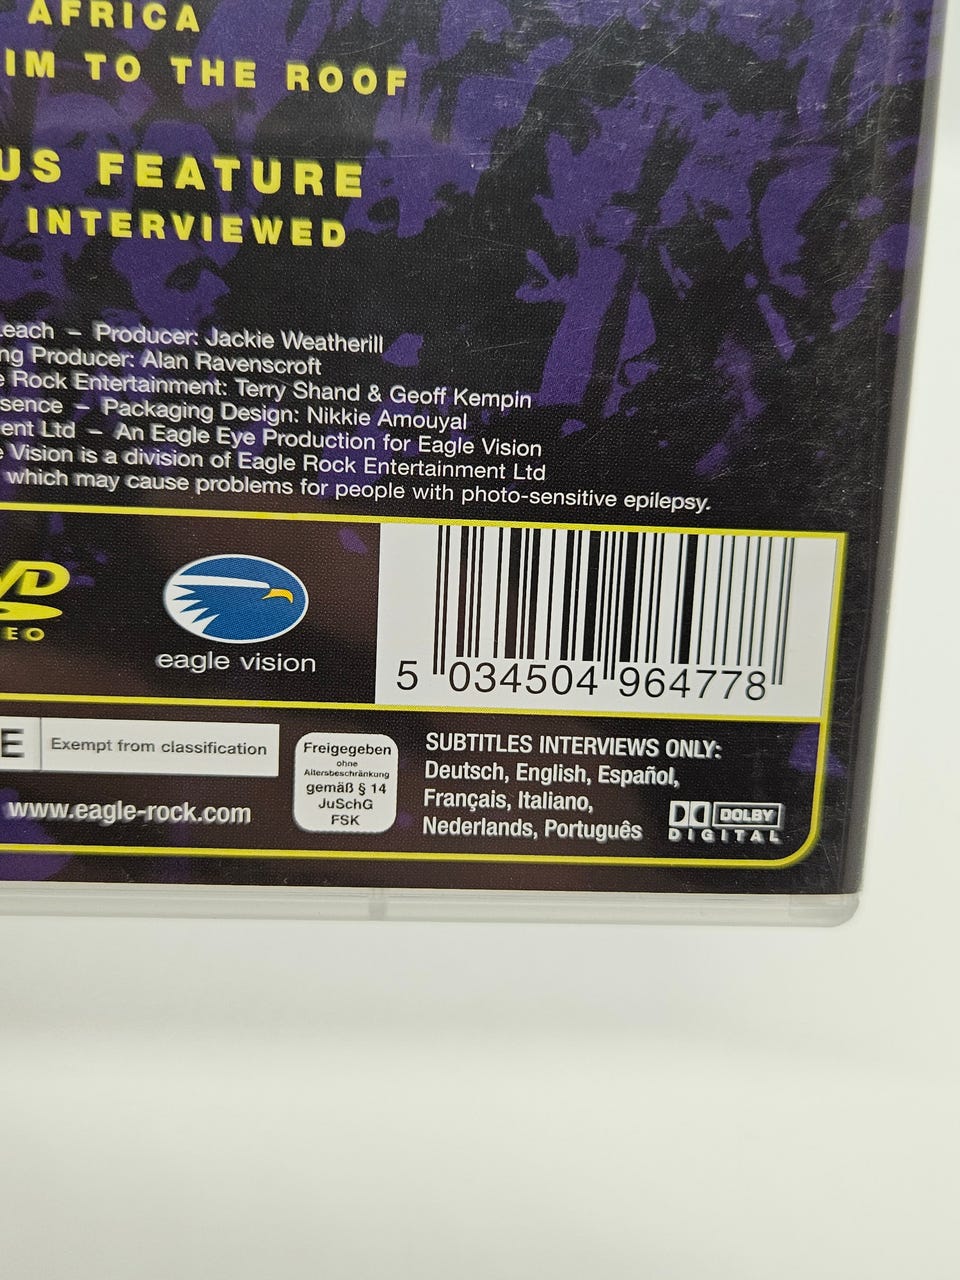 AFRICA
IM TO THE ROOF
US FEATURE
INTERVIEWED
Leach – Producer: Jackie Weatherill
ng Producer: Alan Ravenscroft
e Rock Entertainment: Terry Shand & Geoff Kempin
sence – Packaging Design: Nikkie Amouyal
ent Ltd – An Eagle Eye Production for Eagle Vision
e Vision is a division of Eagle Rock Entertainment Ltd
which may cause problems for people with photo-sensitive epilepsy.
VD
EO
eagle vision
5 034504 964778
E Exempt from classification
www.eagle-rock.com
Freigegeben
ohne
Altersbeschränkung
gemäß § 14
JuSchG
FSK
SUBTITLES INTERVIEWS ONLY:
Deutsch, English, Español,
Français, Italiano,
Nederlands, Português
DOLBY
DIGITAL